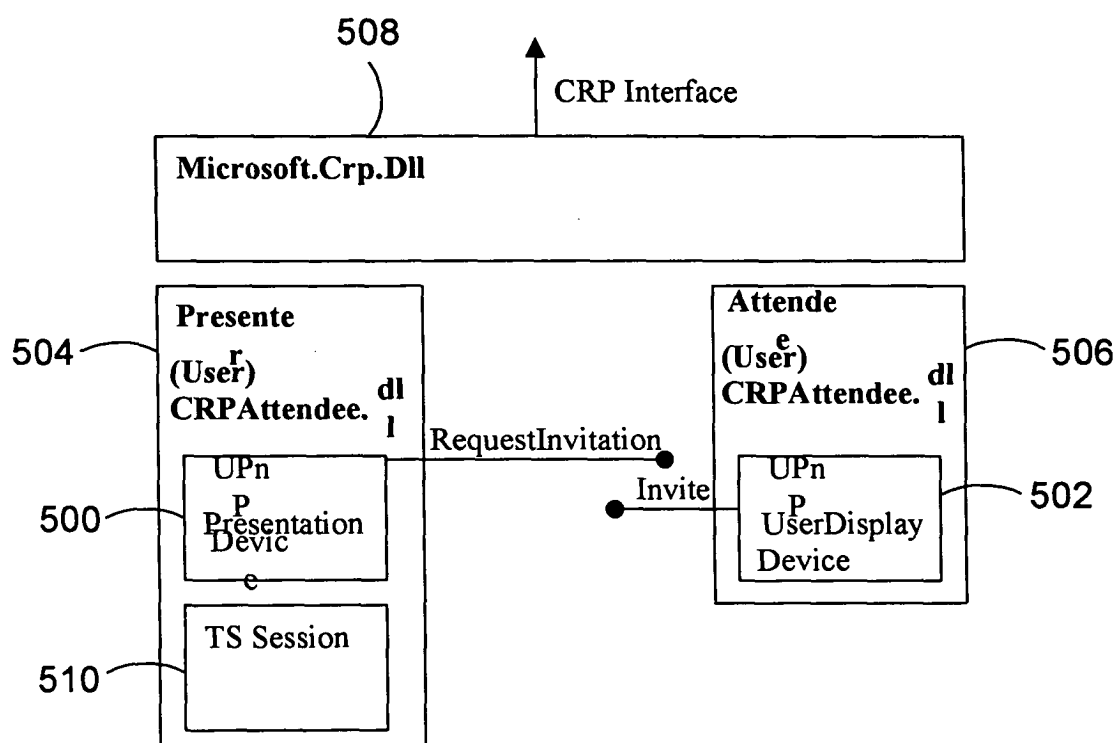 508
CRP Interface
Microsoft.Crp.Dll
504
Presente
r
(User)
CRPAttendee.
dl
l
Attende
e
(User)
CRPAttendee.
dl
l
506
RequestInvitation
Invite
500
UPn
P
Presentation
Devic
e
UPn
P
UserDisplay
Device
502
TS Session
510